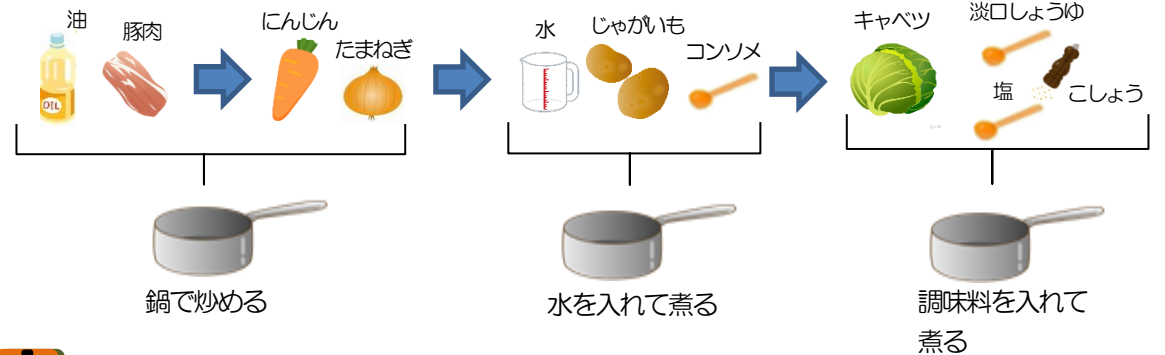 油
豚肉
にんじん
たまねぎ
水
じゃがいも
コンソメ
キャベツ
淡口しょうゆ
塩
こしょう
OIL
鍋で炒める
水を入れて煮る
調味料を入れて
煮る